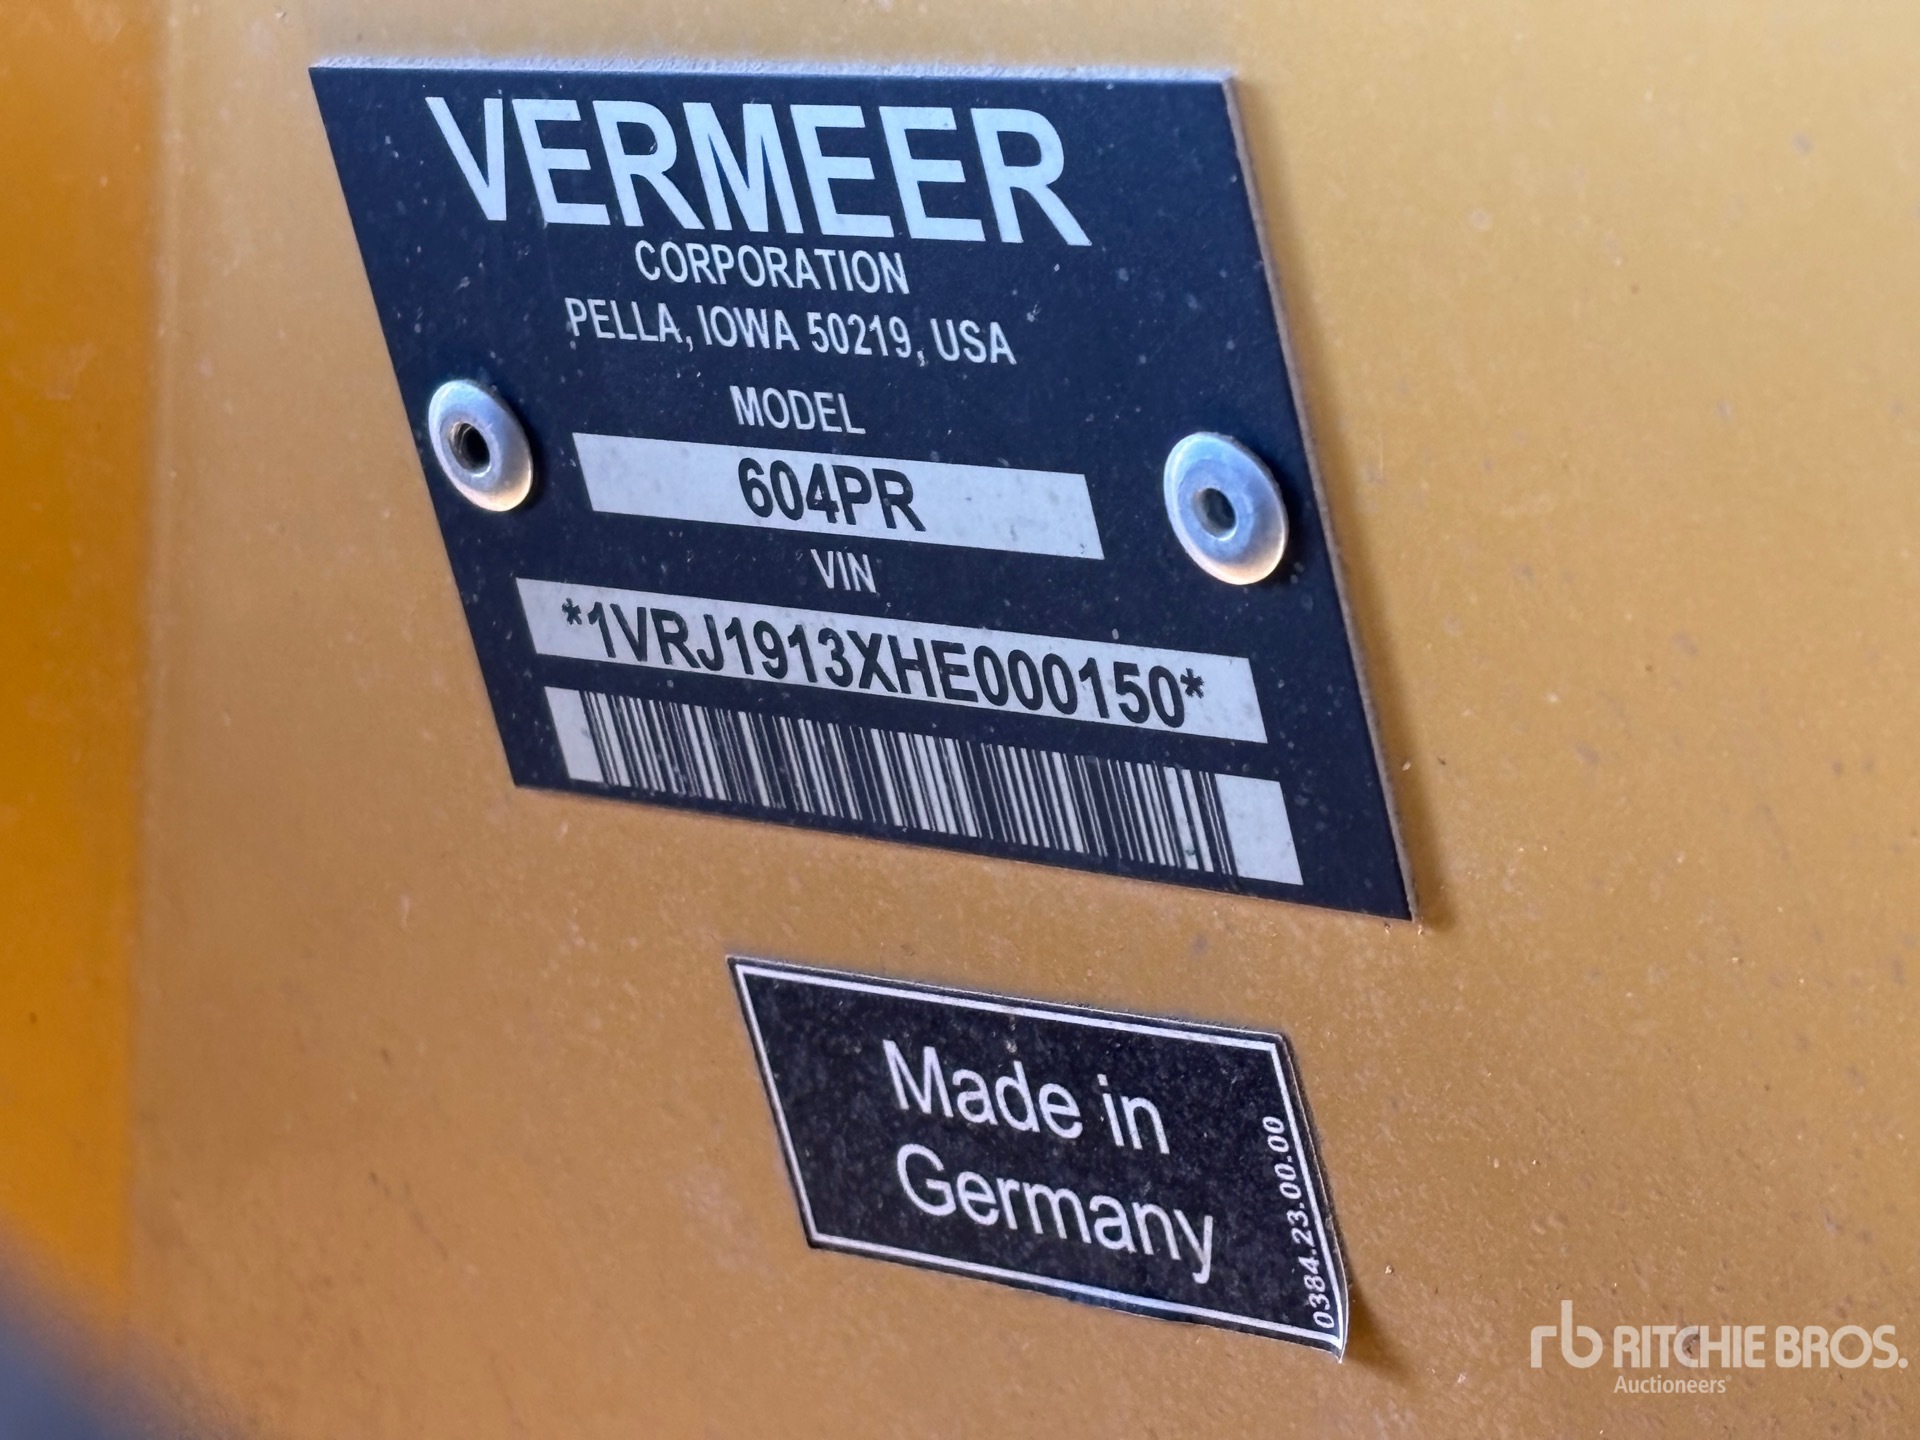 VERMEER
CORPORATION
PELLA, IOWA 50219, USA
MODEL
604PR
VIN
*1VRJ1913XHE000150*
Made in
Germany
0384.23.00.00
rb RITCHIE BROS.
Auctioneers